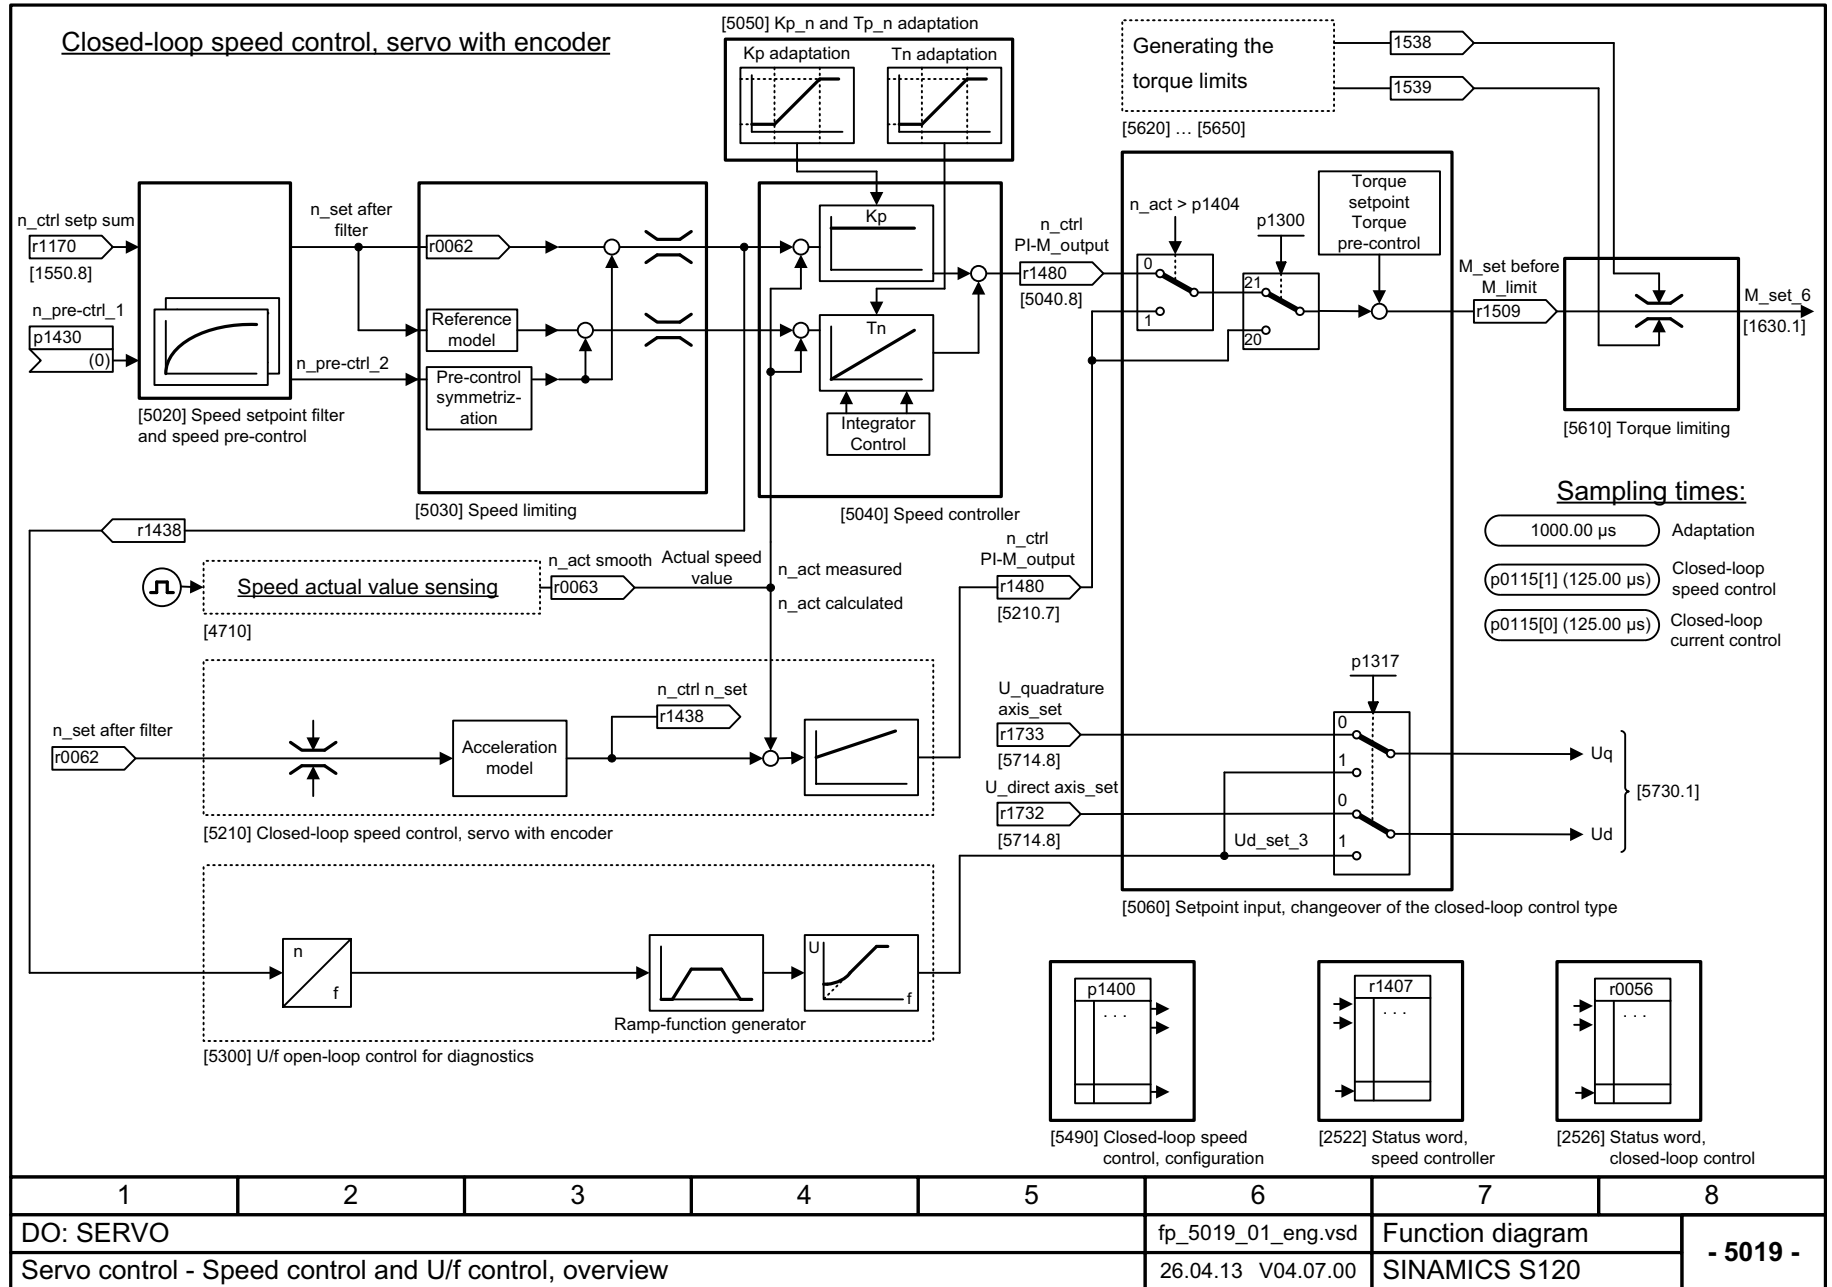 Closed-loop speed control, servo with encoder
[5050] Kp_n and Tp_n adaptation
Kp adaptation
Tn adaptation
Generating the
torque limits
[5620] … [5650]
1538
1539
n_ctrl setp sum
r1170
[1550.8]
n_pre-ctrl_1
p1430
(0)
[5020] Speed setpoint filter
and speed pre-control
n_set after
filter
n_pre-ctrl_2
r0062
Reference
model
Pre-control
symmetriz-
ation
[5030] Speed limiting
Kp
Tn
Integrator
Control
[5040] Speed controller
n_ctrl
PI-M_output
r1480
[5040.8]
n_act > p1404
0
1
p1300
21
20
Torque
setpoint
Torque
pre-control
M_set before
M_limit
r1509
M_set_6
[1630.1]
[5610] Torque limiting
r1438
Speed actual value sensing
[4710]
n_act smooth
r0063
Actual speed
value
n_act measured
n_act calculated
n_ctrl
PI-M_output
r1480
[5210.7]
Sampling times:
1000.00 µs
Adaptation
p0115[1] (125.00 µs)
Closed-loop
speed control
p0115[0] (125.00 µs)
Closed-loop
current control
n_set after filter
r0062
Acceleration
model
n_ctrl n_set
r1438
[5210] Closed-loop speed control, servo with encoder
U_quadrature
axis_set
r1733
[5714.8]
U_direct axis_set
r1732
[5714.8]
Ud_set_3
p1317
0
1
0
1
Uq
Ud
[5730.1]
[5060] Setpoint input, changeover of the closed-loop control type
n
f
Ramp-function generator
U
f
[5300] U/f open-loop control for diagnostics
p1400
. . .
[5490] Closed-loop speed
control, configuration
r1407
. . .
[2522] Status word,
speed controller
r0056
. . .
[2526] Status word,
closed-loop control
1 2 3 4 5 6 7 8
DO: SERVO
fp_5019_01_eng.vsd
Function diagram
- 5019 -
Servo control - Speed control and U/f control, overview
26.04.13 V04.07.00
SINAMICS S120